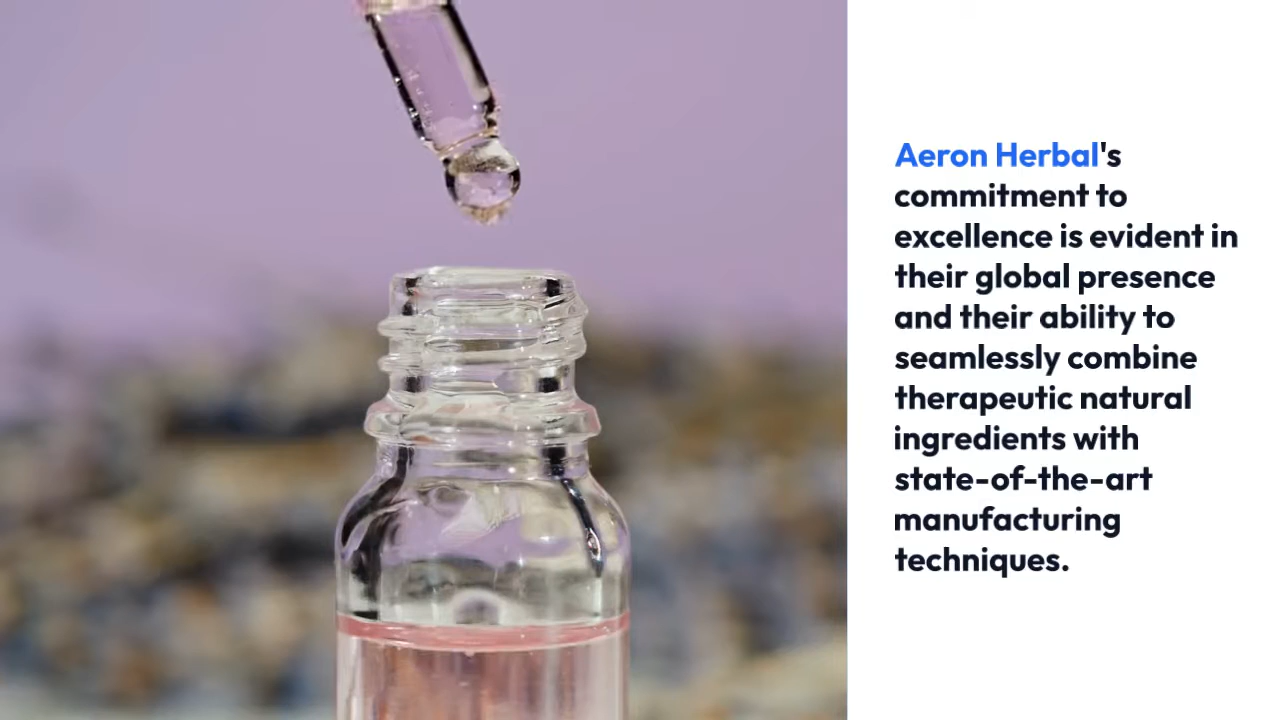 Aeron Herbal's
commitment to
excellence is evident in
their global presence
and their ability to
seamlessly combine
therapeutic natural
ingredients with
state-of-the-art
manufacturing
techniques.